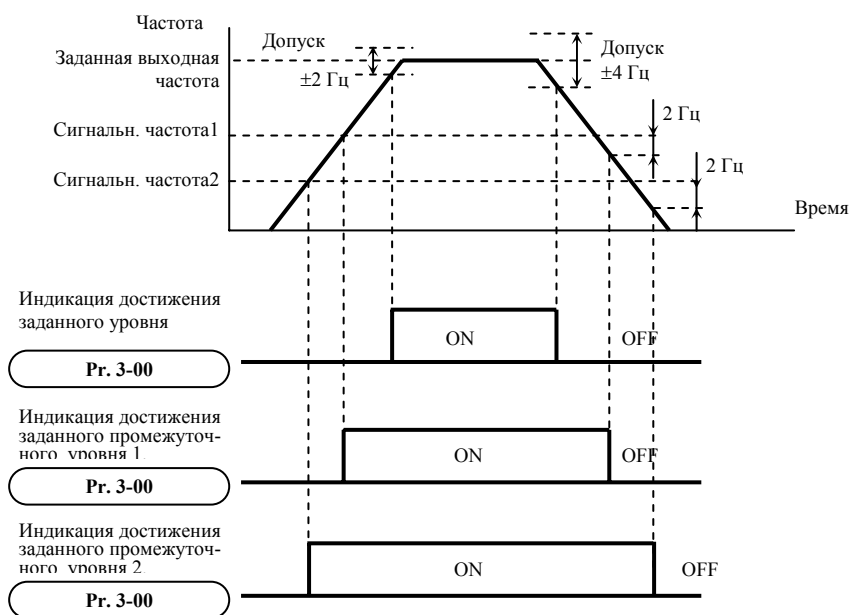 Частота
Заданная выходная
частота
Допуск
±2 Гц
Допуск
±4 Гц
Сигнальн. частота1
2 Гц
Сигнальн. частота2
2 Гц
Время
Индикация достижения
заданного уровня
Pr. 3-00
ON
OFF
Индикация достижения
заданного промежуточ-
ного уровня 1.
Pr. 3-00
ON
OFF
Индикация достижения
заданного промежуточ-
ного уровня 2.
Pr. 3-00
ON
OFF